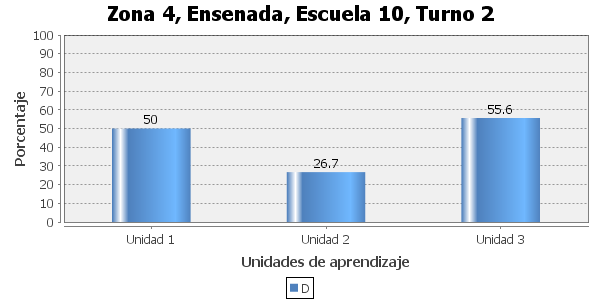 Zona 4, Ensenada, Escuela 10, Turno 2
Porcentaje
100
90
80
70
60
50
40
30
20
10
0
50
26.7
55.6
Unidad 1
Unidad 2
Unidad 3
Unidades de aprendizaje
D